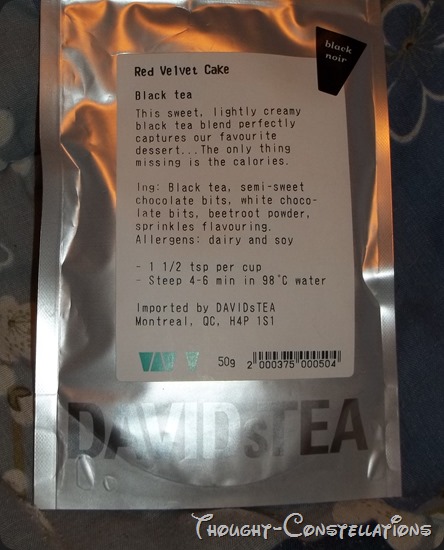 black
noir
Red Velvet Cake
Black tea
This sweet, lightly creamy
black tea blend perfectly
captures our favourite
dessert...The only thing
missing is the calories.
Ing: Black tea, semi-sweet
chocolate bits, white choco-
late bits, beetroot powder,
sprinkles flavouring.
Allergens: dairy and soy
- 1 1/2 tsp per cup
- Steep 4-6 min in 98°C water
Imported by DAVIDsTEA
Montreal, QC, H4P 1S1
50g 2 000375 000504
DAVIDsTEA
Thought-Constellations